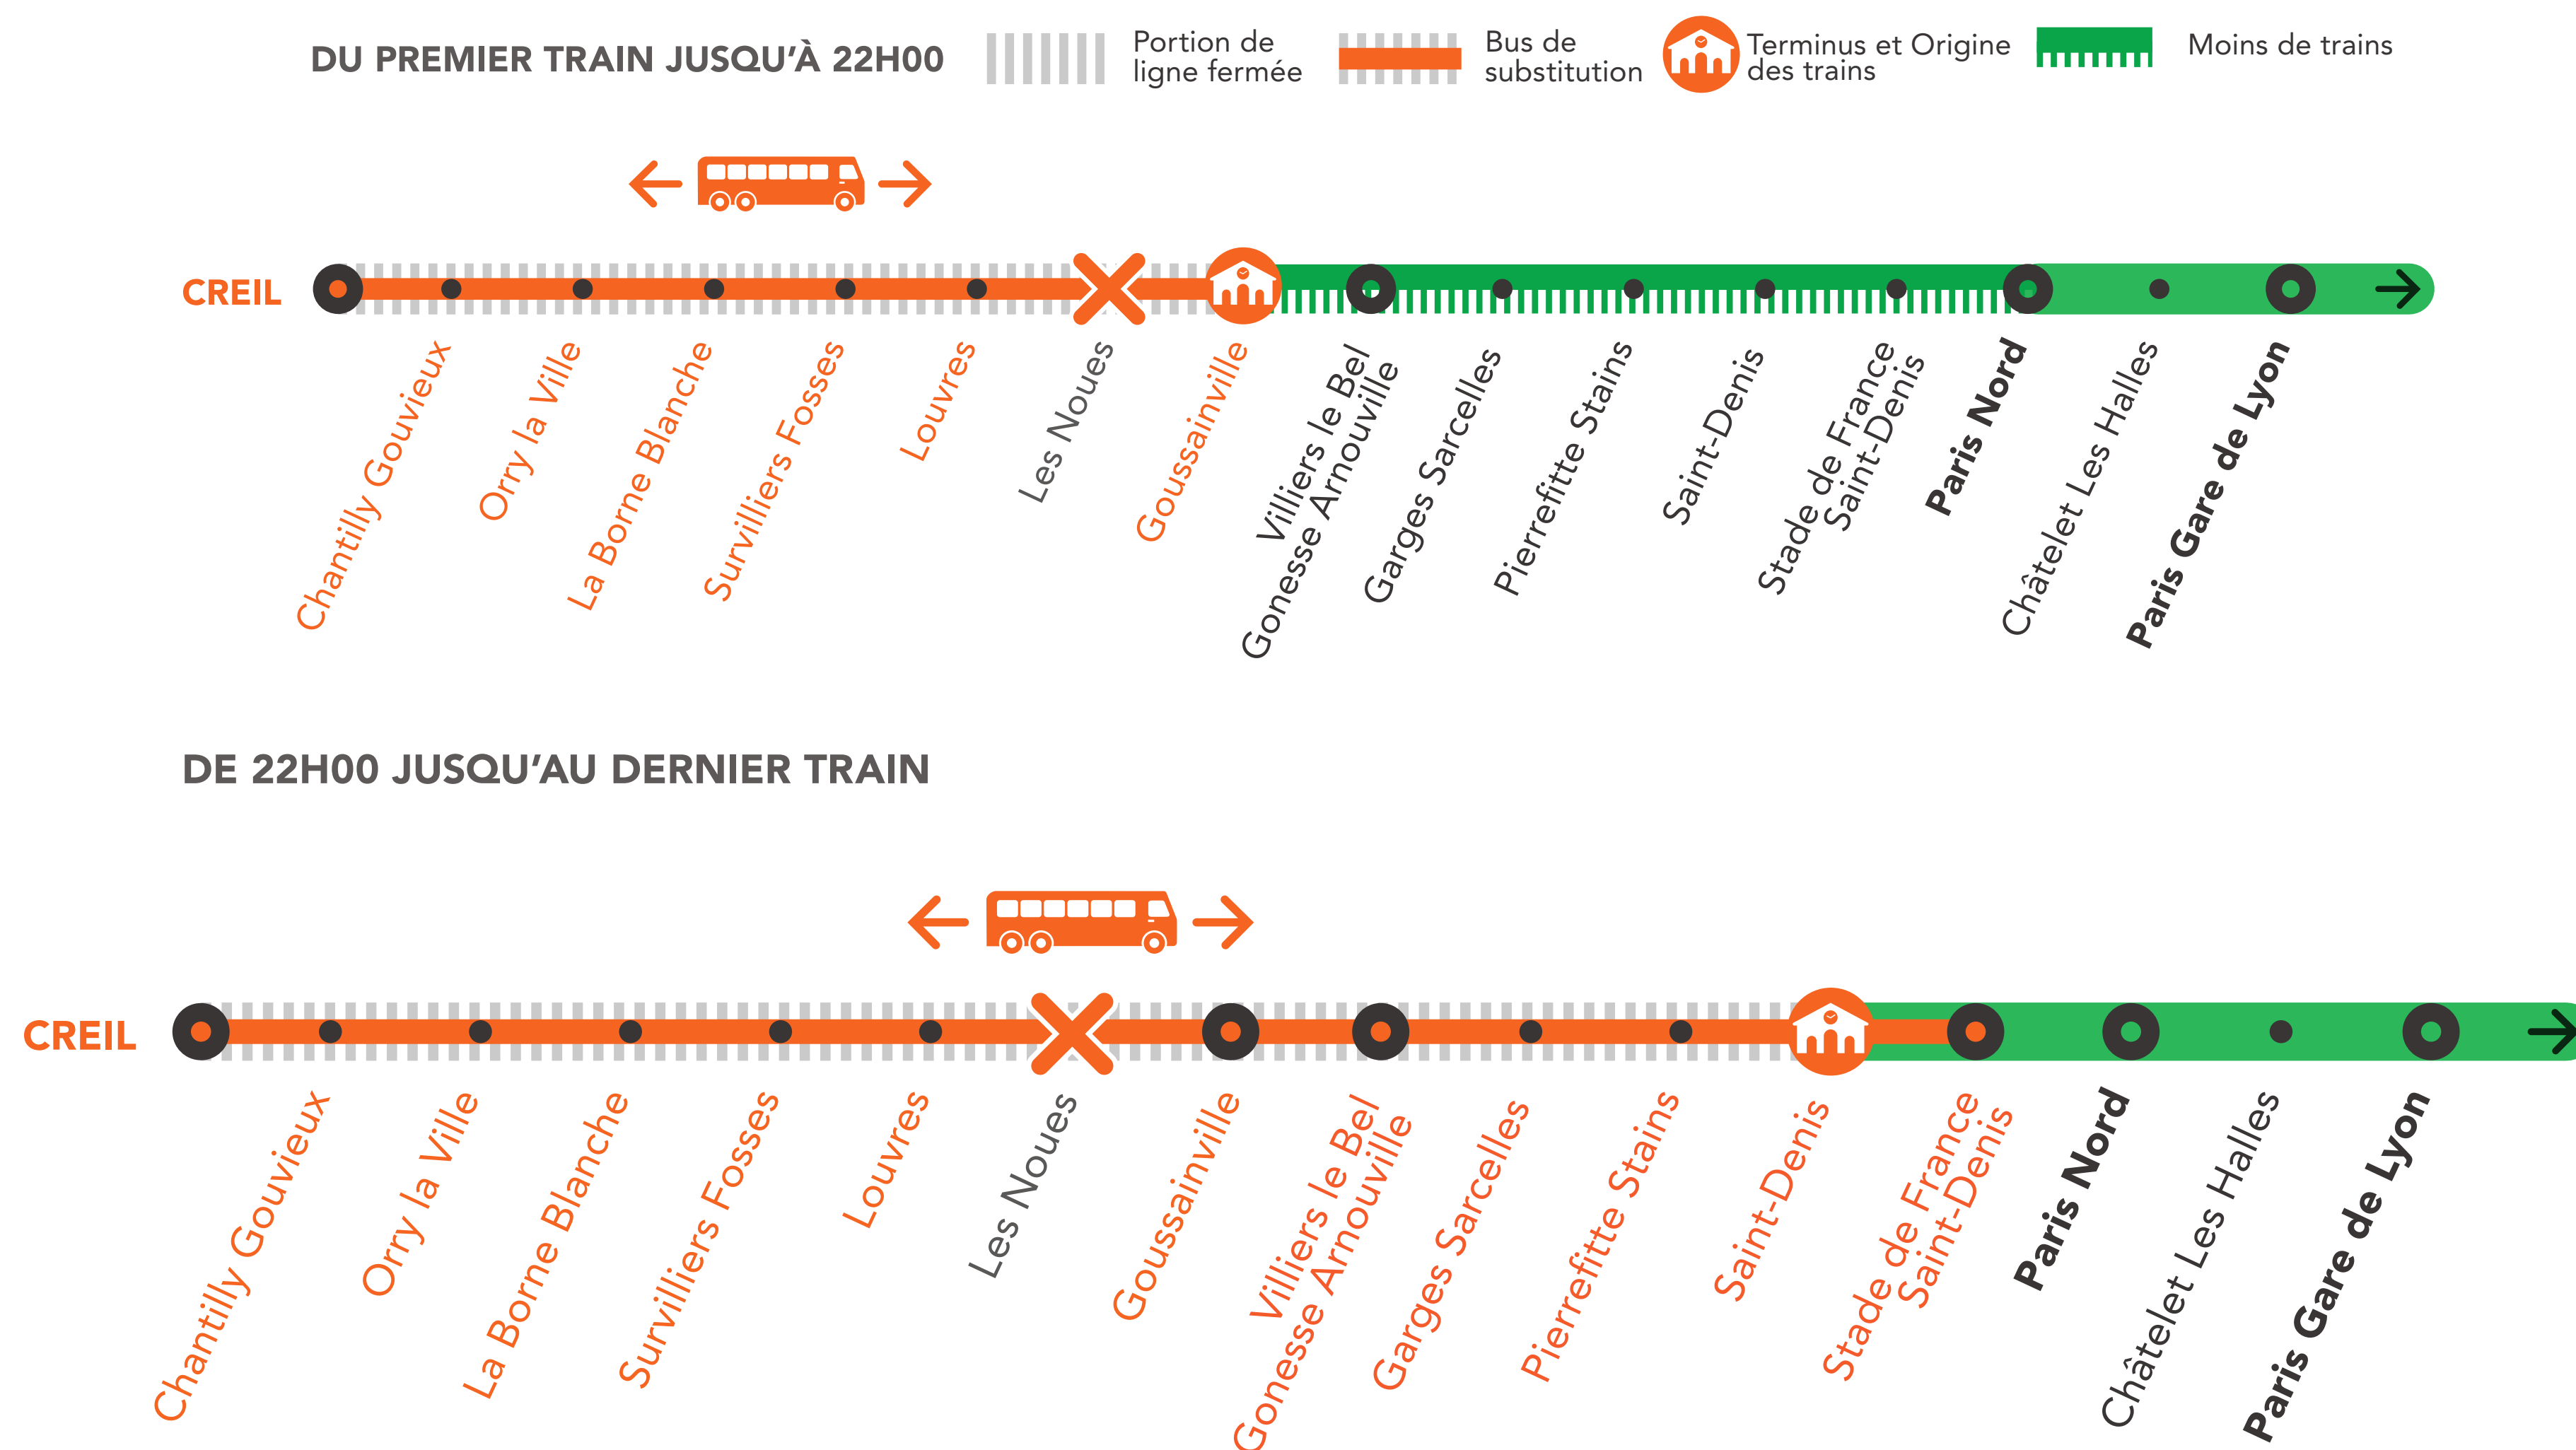 DU PREMIER TRAIN JUSQU'À 22H00
Portion de
ligne fermée
Bus de
substitution
Terminus et Origine
des trains
Moins de trains
CREIL
Chantilly Gouvieux
Orry la Ville
La Borne Blanche
Survilliers Fosses
Louvres
Les Noues
Goussainville
Villiers le Bel
Gonesse Arnouville
Garges Sarcelles
Pierrefitte Stains
Saint-Denis
Stade de France
Saint-Denis
Paris Nord
Châtelet Les Halles
Paris Gare de Lyon
DE 22H00 JUSQU'AU DERNIER TRAIN
CREIL
Chantilly Gouvieux
Orry la Ville
La Borne Blanche
Survilliers Fosses
Louvres
Les Noues
Goussainville
Villiers le Bel
Gonesse Arnouville
Garges Sarcelles
Pierrefitte Stains
Saint-Denis
Stade de France
Saint-Denis
Paris Nord
Châtelet Les Halles
Paris Gare de Lyon